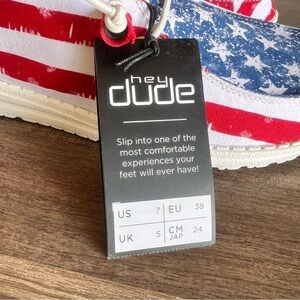 hey
dude
Slip into one of the
most comfortable
experiences your
feet will ever have!
US 7 EU 38
UK 5 CM JAP 24